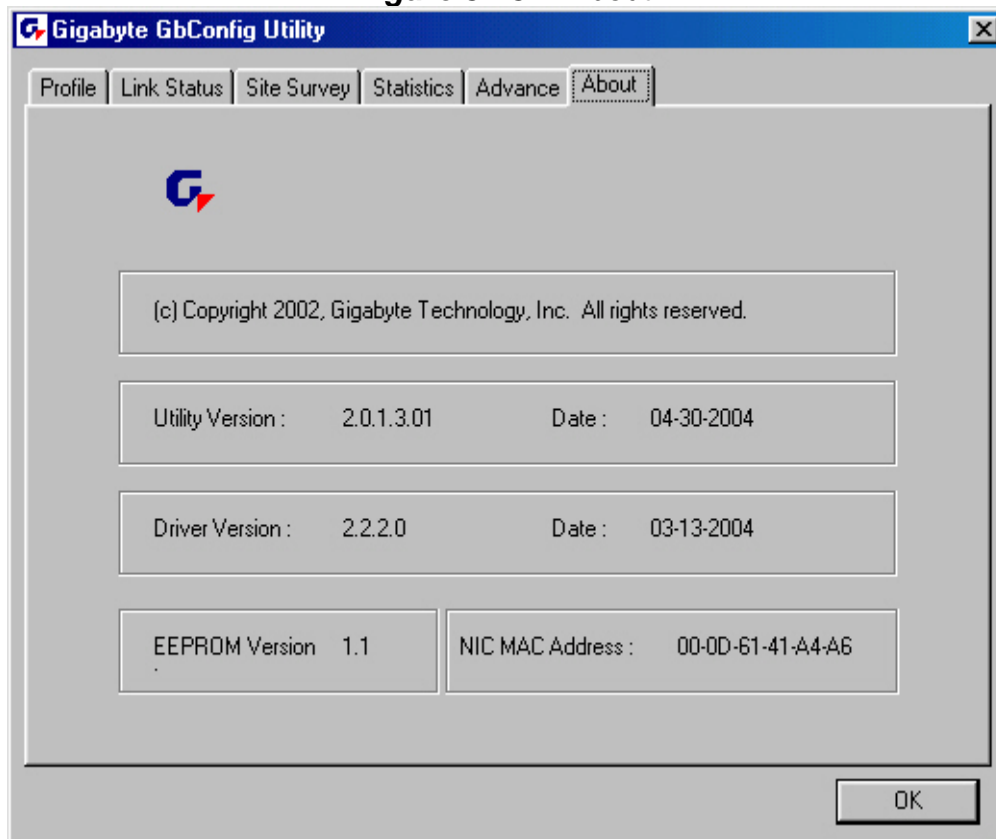 Gigabyte GbConfig Utility
Profile Link Status Site Survey Statistics Advance About
(c) Copyright 2002, Gigabyte Technology, Inc. All rights reserved.
Utility Version : 2.0.1.3.01 Date : 04-30-2004
Driver Version : 2.2.2.0 Date : 03-13-2004
EEPROM Version 1.1 NIC MAC Address : 00-0D-61-41-A4-A6
OK